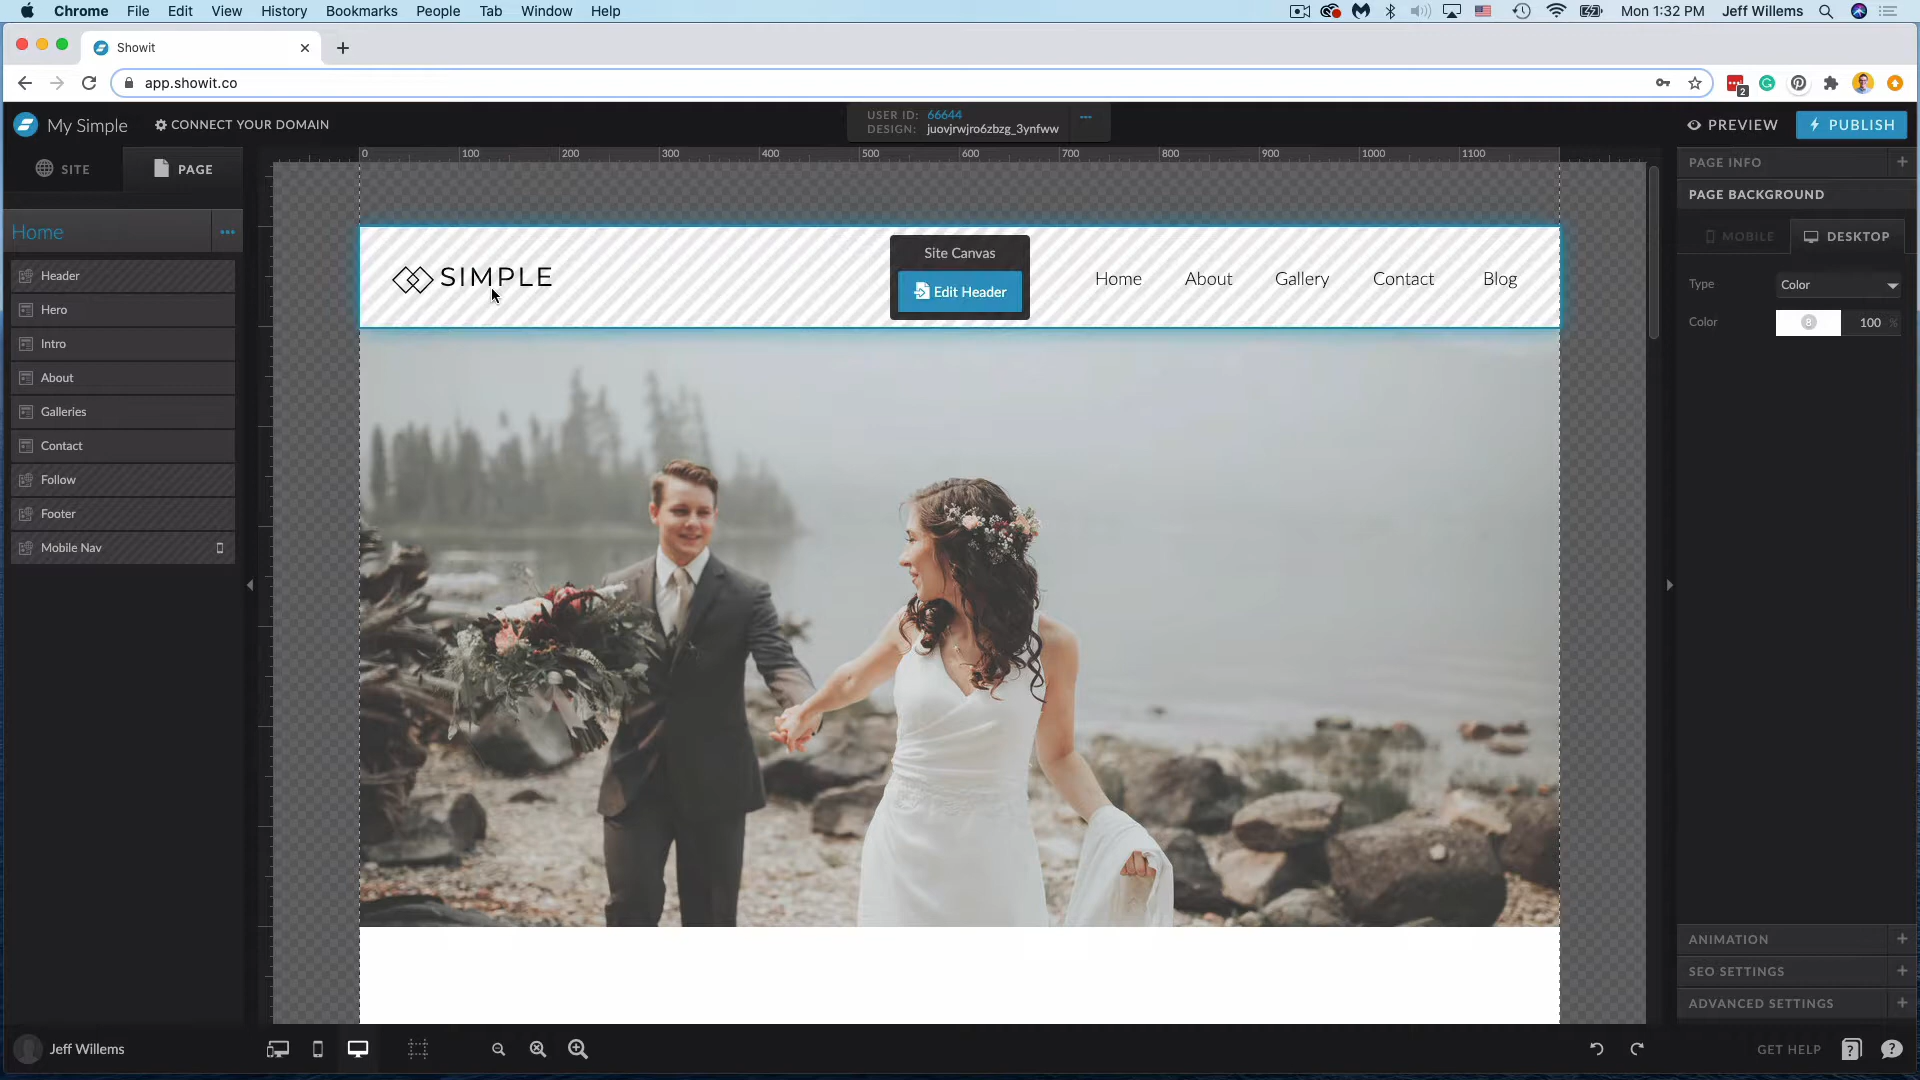 Chrome File Edit View History Bookmarks People Tab Window Help
Mon 1:32 PM Jeff Willems
Showit
app.showit.co
2
My Simple
CONNECT YOUR DOMAIN
USER ID: 66644
DESIGN: juovjrwjro6zbzg_3ynfww
PREVIEW
PUBLISH
SITE
PAGE
0 100 200 300 400 500 600 700 800 900 1000 1100
PAGE INFO
PAGE BACKGROUND
MOBILE
DESKTOP
Type
Color
Color
100 %
Home
Header
Hero
Intro
About
Galleries
Contact
Follow
Footer
Mobile Nav
SIMPLE
Site Canvas
Edit Header
Home About Gallery Contact Blog
ANIMATION
SEO SETTINGS
ADVANCED SETTINGS
Jeff Willems
GET HELP